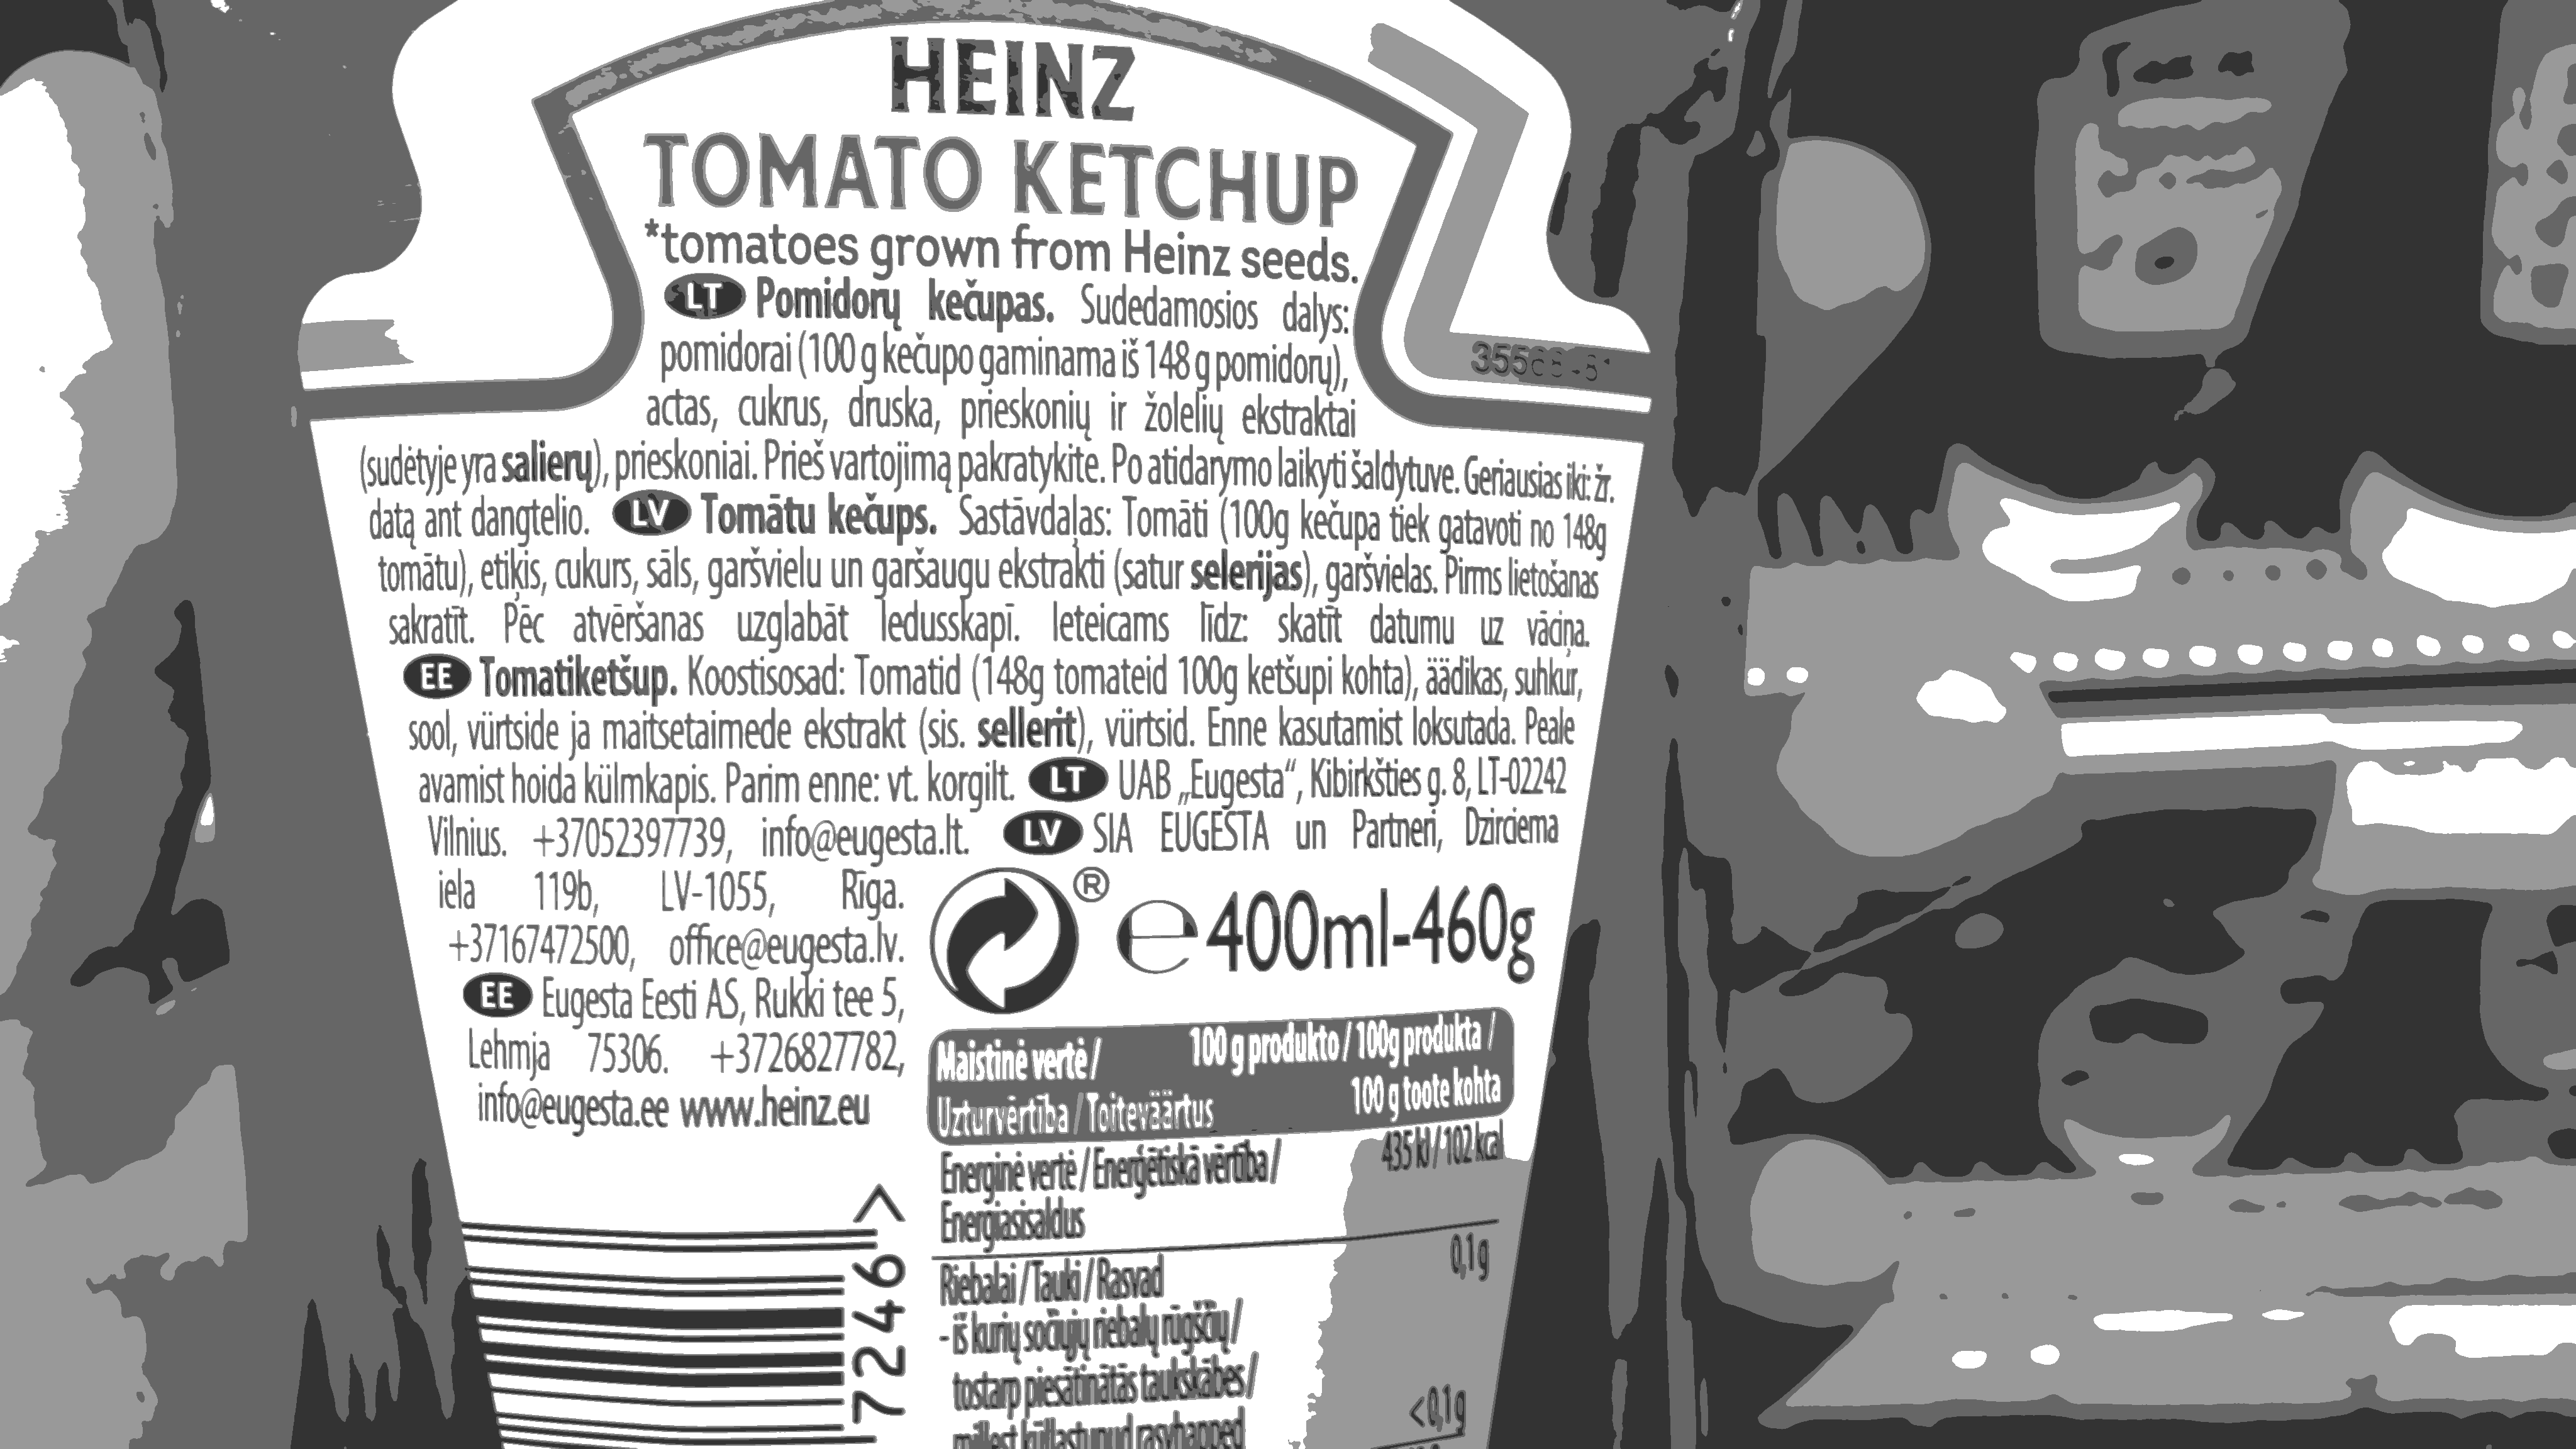 HEINZ
TOMATO KETCHUP
*tomatoes grown from Heinz seeds.
LT Pomidorų kečupas. Sudedamosios dalys:
pomidorai (100 g kečupo gaminama iš 148 g pomidorų),
actas, cukrus, druska, prieskonių ir žolelių ekstraktai
(sudėtyje yra salierų), prieskoniai. Prieš vartojimą pakratykite. Po atidarymo laikyti šaldytuve. Geriausias iki: žr.
datą ant dangtelio. LV Tomātu kečups. Sastāvdaļas: Tomāti (100g kečupa tiek gatavoti no 148g
tomātu), etiķis, cukurs, sāls, garšvielu un garšaugu ekstrakti (satur selerijas), garšvielas. Pirms lietošanas
sakratīt. Pēc atvēršanas uzglabāt ledusskapī. Ieteicams līdz: skatīt datumu uz vāciņa.
EE Tomatiketšup. Koostisosad: Tomatid (148g tomateid 100g ketšupi kohta), äädikas, suhkur,
sool, vürtside ja maitsetaimede ekstrakt (sis. sellerit), vürtsid. Enne kasutamist loksutada. Peale
avamist hoida külmkapis. Parim enne: vt. korgilt. LT UAB „Eugesta“, Kibirkšties g. 8, LT-02242
Vilnius. +37052397739, info@eugesta.lt. LV SIA EUGESTA un Partneri, Dzirciema
iela 119b, LV-1055, Rīga.
+37167472500, office@eugesta.lv.
EE Eugesta Eesti AS, Rukki tee 5,
Lehmja 75306. +3726827782,
info@eugesta.ee www.heinz.eu
® ℮400ml-460g
Maistinė vertė / 100 g produkto / 100g produkta /
Uzturvērtība / Toiteväärtus 100 g toote kohta
Energinė vertė / Enerģētiskā vērtība / 435 kJ / 102 kcal
Energiasisaldus
Riebalai / Tauki / Rasvad 0,1 g
- iš kurių sočiųjų riebalų rūgščių /
tostarp piesātinātās taukskābes /
millest küllastunud rasvhapped <0,1g
7246>